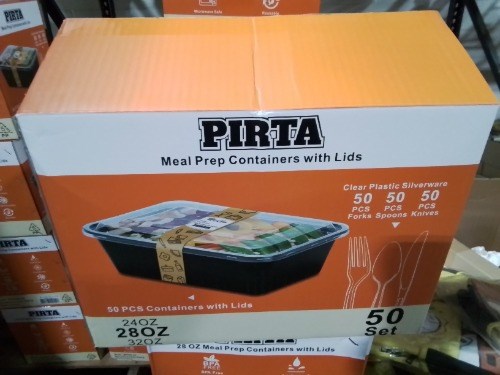 PIRTA
Meal Prep Containers with Lids
Clear Plastic Silverware
50 50 50
PCS PCS PCS
Forks Spoons Knives
50 PCS Containers with Lids
24OZ
28OZ
32OZ
50
Set
PIRTA
28 OZ Meal Prep Containers with Lids
BPA
PIRTA
PIRTA
PIRTA